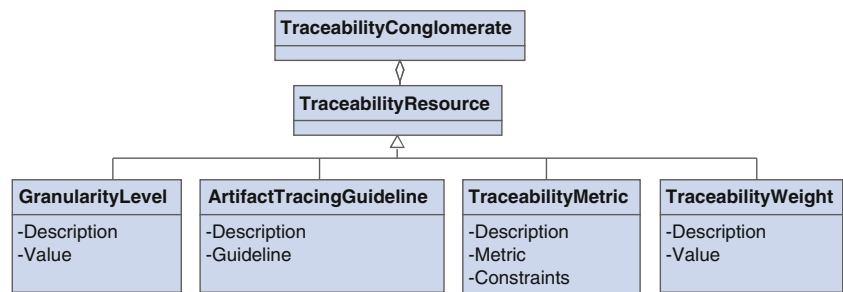 TraceabilityConglomerate
TraceabilityResource
GranularityLevel
-Description
-Value
ArtifactTracingGuideline
-Description
-Guideline
TraceabilityMetric
-Description
-Metric
-Constraints
TraceabilityWeight
-Description
-Value